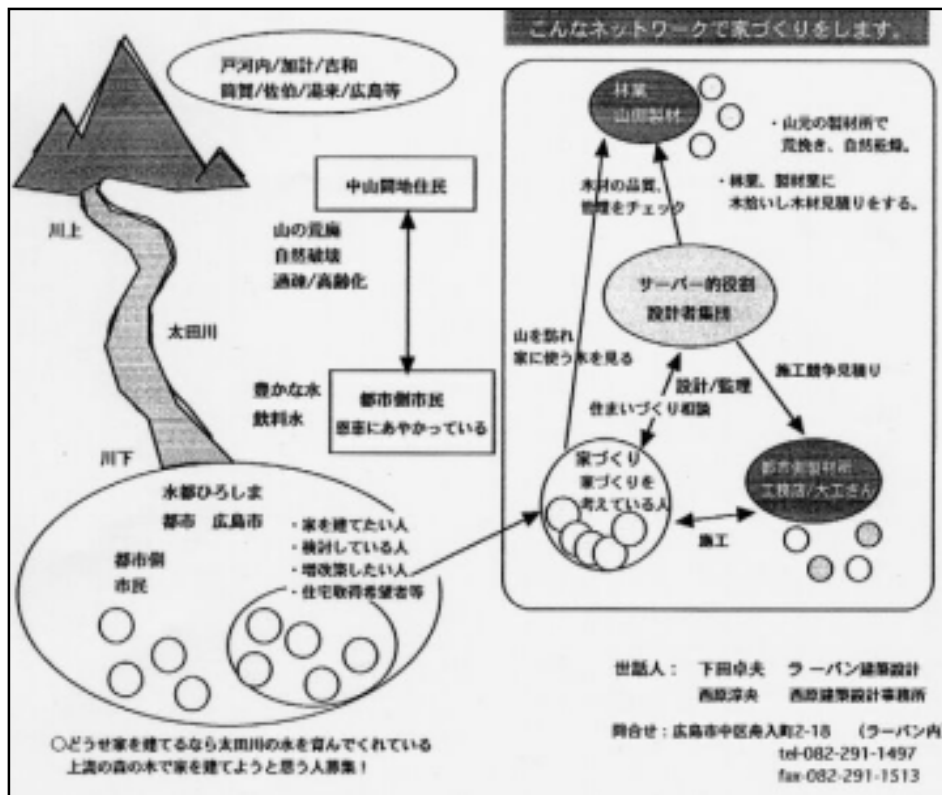 こんなネットワークで家づくりをします。
戸河内/加計/吉和
筒賀/佐伯/湯来/広島等
中山間地住民
山の荒廃
自然破壊
過疎/高齢化
川上
太田川
豊かな水
飲料水
都市側市民
恩恵にあやかっている
川下
水都ひろしま
都市 広島市
都市側
市民
・家を建てたい人
・検討している人
・増改築したい人
・住宅取得希望者等
○どうせ家を建てるなら太田川の水を育んでくれている
上流の森の木で家を建てようと思う人募集!
林業
山側製材
・山元の製材所で
荒挽き、自然乾燥。
木材の品質、
管理をチェック
・林業、製材業に
木拾いし木材見積りをする。
サーバー的役割
設計者集団
山を訪れ
家に使う木を見る
設計/監理
住まいづくり相談
施工競争見積り
家づくり
家づくりを
考えている人
都市側製材所
工務店/大工さん
施工
世話人: 下田卓夫 ラーバン建築設計
西原淳央 西原建築設計事務所
問合せ:広島市中区舟入町2-18 (ラーバン内
tel-082-291-1497
fax-082-291-1513